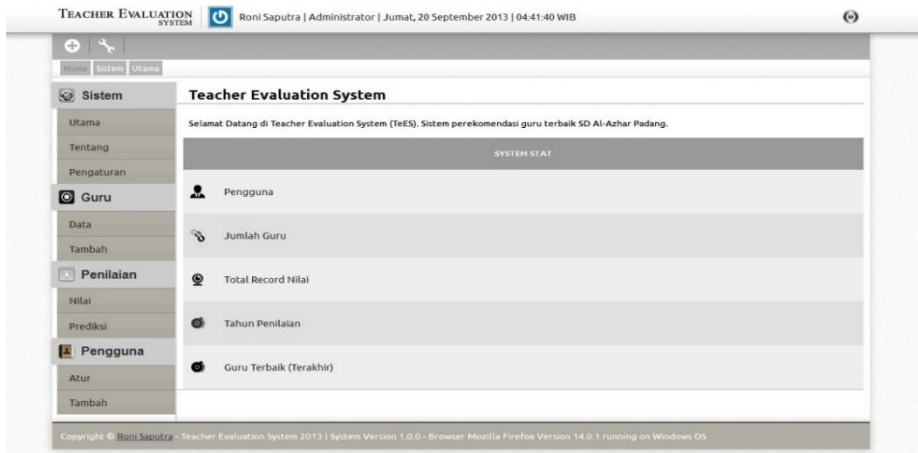 TEACHER EVALUATION
SYSTEM
Roni Saputra | Administrator | Jumat, 20 September 2013 | 04:41:40 WIB
Home Sistem Utama
Sistem
Utama
Tentang
Pengaturan
Guru
Data
Tambah
Penilaian
Nilai
Prediksi
Pengguna
Atur
Tambah
Teacher Evaluation System
Selamat Datang di Teacher Evaluation System (TeES). Sistem perekomendasi guru terbaik SD Al-Azhar Padang.
SYSTEM STAT
Pengguna
Jumlah Guru
Total Record Nilai
Tahun Penilaian
Guru Terbaik (Terakhir)
Copyright © Roni Saputra - Teacher Evaluation System 2013 | System Version 1.0.0 - Browser Mozilla Firefox Version 14.0.1 running on Windows OS